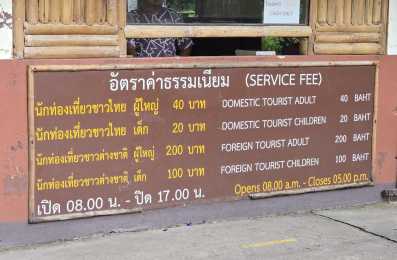 อัตราค่าธรรมเนียม (SERVICE FEE)
นักท่องเที่ยวชาวไทย ผู้ใหญ่ 40 บาท DOMESTIC TOURIST ADULT 40 BAHT
นักท่องเที่ยวชาวไทย เด็ก 20 บาท DOMESTIC TOURIST CHILDREN 20 BAHT
นักท่องเที่ยวชาวต่างชาติ ผู้ใหญ่ 200 บาท FOREIGN TOURIST ADULT 200 BAHT
นักท่องเที่ยวชาวต่างชาติ, เด็ก 100 บาท FOREIGN TOURIST CHILDREN 100 BAHT
เปิด 08.00 น. - ปิด 17.00 น. Opens 08.00 a.m. - Closes 05.00 p.m.